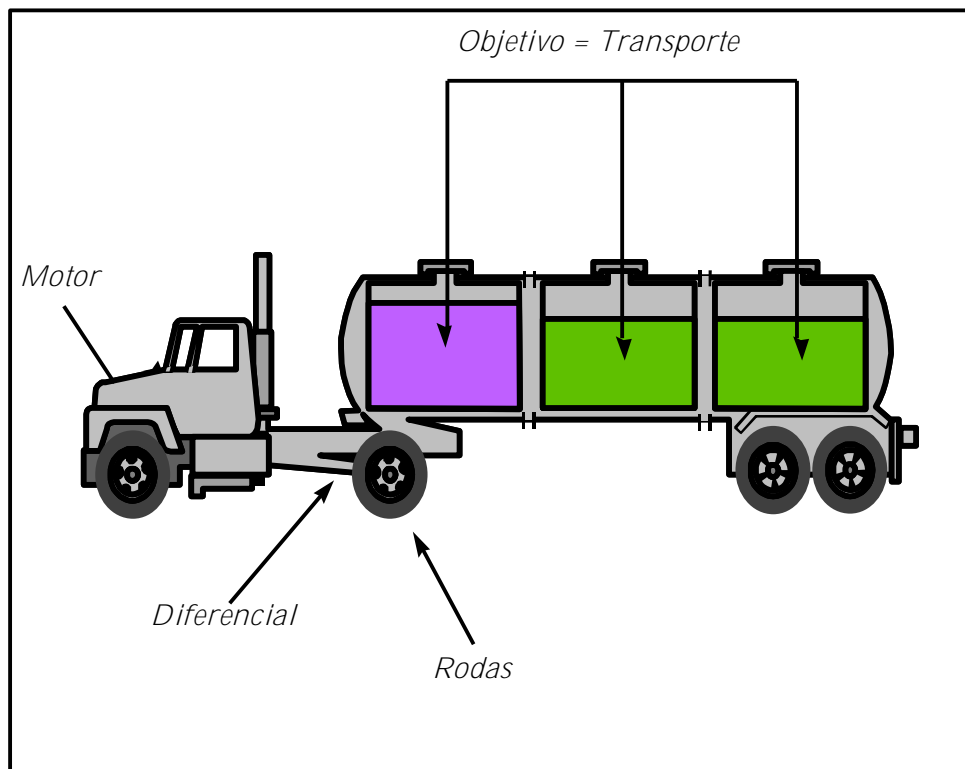 Objetivo = Transporte
Motor
Diferencial
Rodas